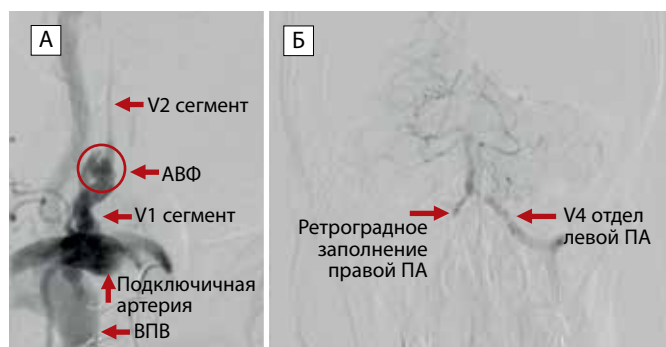 А
V2 сегмент
АВФ
V1 сегмент
Подключичная
артерия
ВПВ
Б
Ретроградное
заполнение
правой ПА
V4 отдел
левой ПА